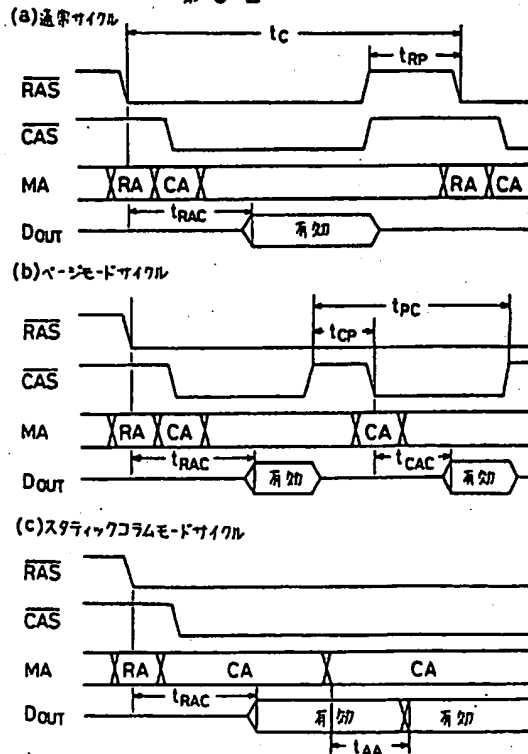 (a)通常サイクル
tC
tRP
RAS
CAS
MA RA CA RA CA
tRAC
DOUT 有効
(b)ページモードサイクル
tPC
RAS
tCP
CAS
MA RA CA CA
tRAC tCAC
DOUT 有効 有効
(c)スタティックコラムモードサイクル
RAS
CAS
MA RA CA CA
tRAC
DOUT 有効 有効
tAA